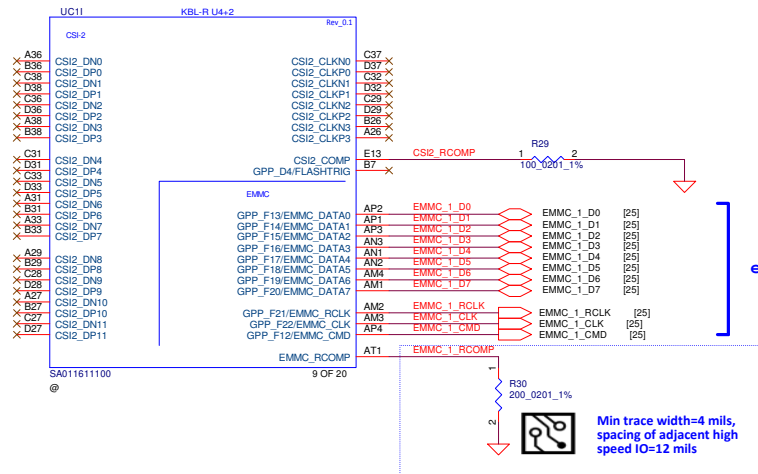 UC1I KBL-R U4+2
Rev_0.1
CSI-2
A36 CSI2_DN0 CSI2_CLKN0 C37
B36 CSI2_DP0 CSI2_CLKP0 D37
C38 CSI2_DN1 CSI2_CLKN1 C32
D38 CSI2_DP1 CSI2_CLKP1 D32
C36 CSI2_DN2 CSI2_CLKN2 C29
D36 CSI2_DP2 CSI2_CLKP2 D29
A38 CSI2_DN3 CSI2_CLKN3 B26
B38 CSI2_DP3 CSI2_CLKP3 A26
R29
C31 CSI2_DN4 CSI2_COMP E13 CSI2_RCOMP 1 2
D31 CSI2_DP4 GPP_D4/FLASHTRIG B7 100_0201_1%
C33 CSI2_DN5
D33 CSI2_DP5
A31 CSI2_DN6 EMMC
B31 CSI2_DP6 GPP_F13/EMMC_DATA0 AP2 EMMC_1_D0 EMMC_1_D0 [25]
A33 CSI2_DN7 GPP_F14/EMMC_DATA1 AP1 EMMC_1_D1 EMMC_1_D1 [25]
B33 CSI2_DP7 GPP_F15/EMMC_DATA2 AP3 EMMC_1_D2 EMMC_1_D2 [25]
GPP_F16/EMMC_DATA3 AN3 EMMC_1_D3 EMMC_1_D3 [25]
A29 CSI2_DN8 GPP_F17/EMMC_DATA4 AN1 EMMC_1_D4 EMMC_1_D4 [25]
B29 CSI2_DP8 GPP_F18/EMMC_DATA5 AN2 EMMC_1_D5 EMMC_1_D5 [25]
C28 CSI2_DN9 GPP_F19/EMMC_DATA6 AM4 EMMC_1_D6 EMMC_1_D6 [25]
D28 CSI2_DP9 GPP_F20/EMMC_DATA7 AM1 EMMC_1_D7 EMMC_1_D7 [25]
A27 CSI2_DN10
B27 CSI2_DP10 GPP_F21/EMMC_RCLK AM2 EMMC_1_RCLK EMMC_1_RCLK [25]
C27 CSI2_DN11 GPP_F22/EMMC_CLK AM3 EMMC_1_CLK EMMC_1_CLK [25]
D27 CSI2_DP11 GPP_F12/EMMC_CMD AP4 EMMC_1_CMD EMMC_1_CMD [25]
EMMC_RCOMP AT1 EMMC_1_RCOMP
SA011611100 9 OF 20
@
1
R30
200_0201_1%
2
e
Min trace width=4 mils,
spacing of adjacent high
speed IO=12 mils